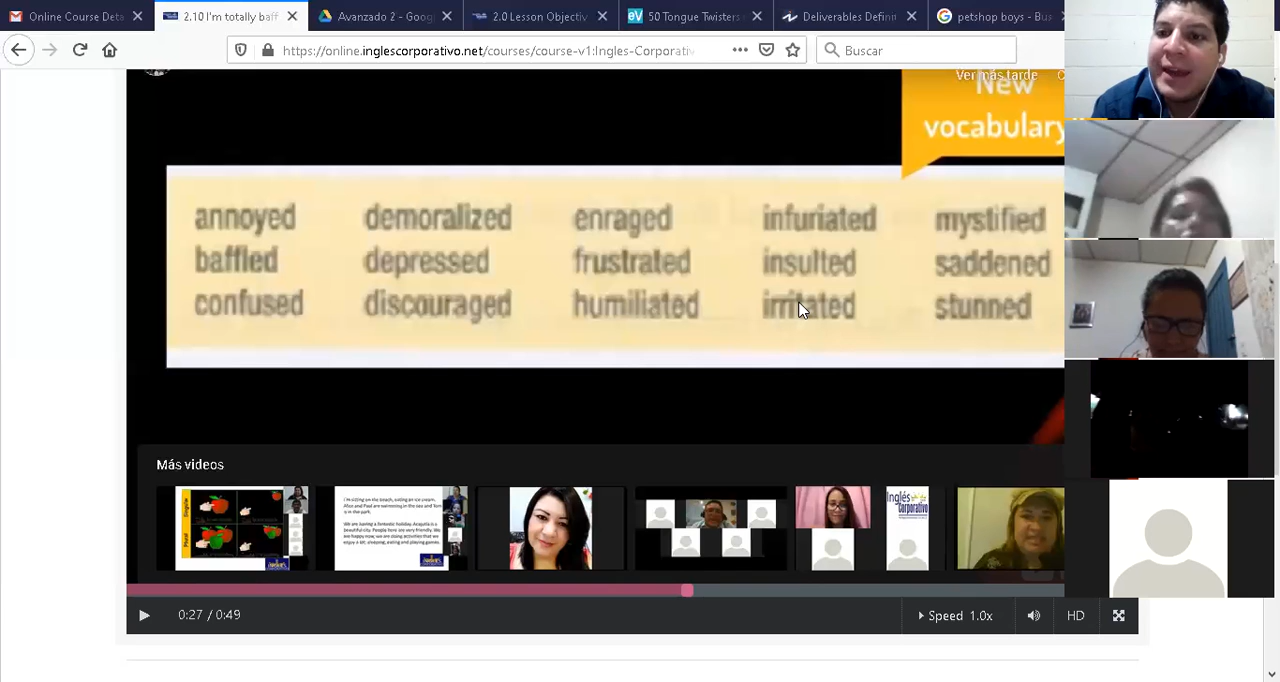 Online Course Deta
2.10 I'm totally baff
Avanzado 2 - Goog
2.0 Lesson Objectiv
50 Tongue Twisters
Deliverables Defini
petshop boys - Bus
https://online.inglescorporativo.net/courses/course-v1:Ingles-Corporativ
Buscar
Ver más tarde
New
vocabulary
annoyed demoralized enraged infuriated mystified
baffled depressed frustrated insulted saddened
confused discouraged humiliated irritated stunned
Más videos
Inglés
Corporativo
0:27 / 0:49
Speed 1.0x
HD